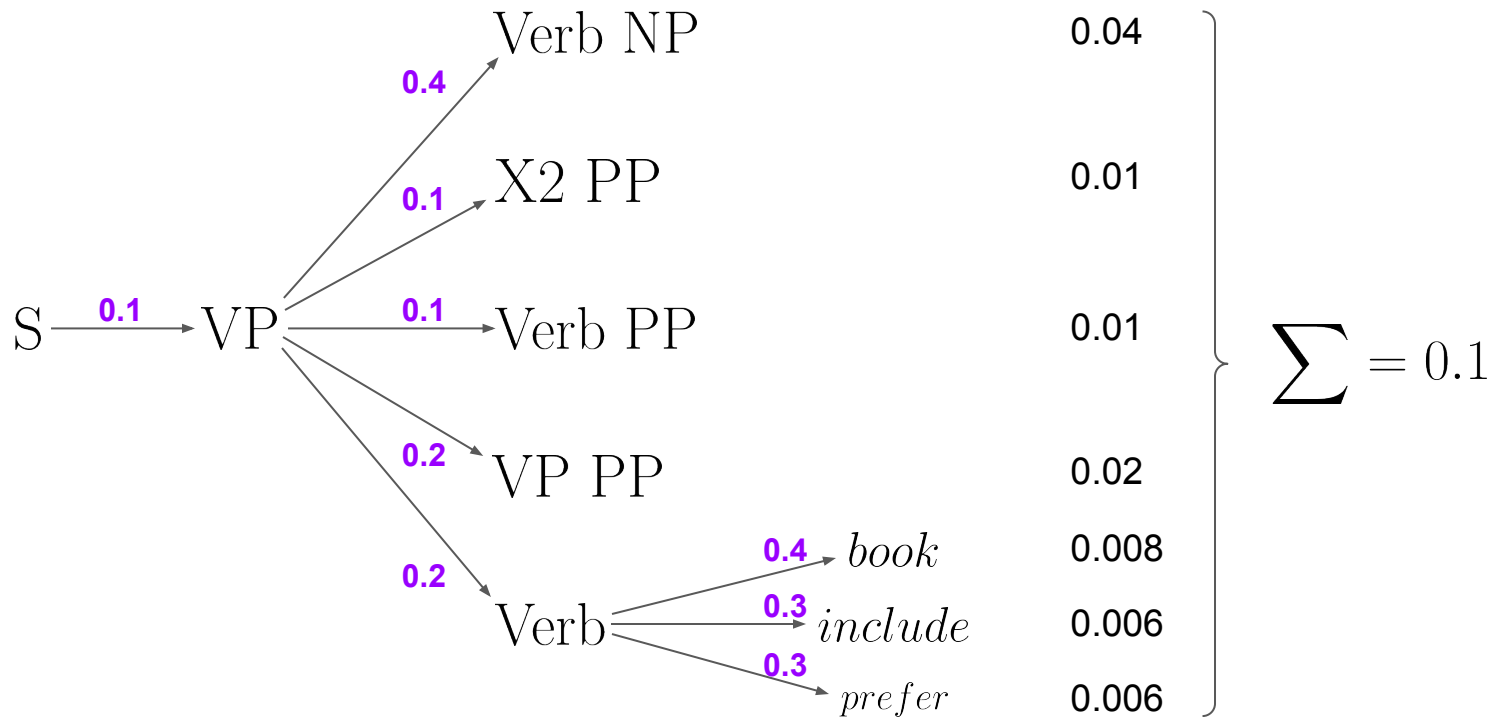 Verb NP 0.04
0.4
X2 PP 0.01
0.1
S 0.1 VP 0.1 Verb PP 0.01
∑ = 0.1
0.2
VP PP 0.02
0.2
0.4 book 0.008
Verb 0.3 include 0.006
0.3 prefer 0.006